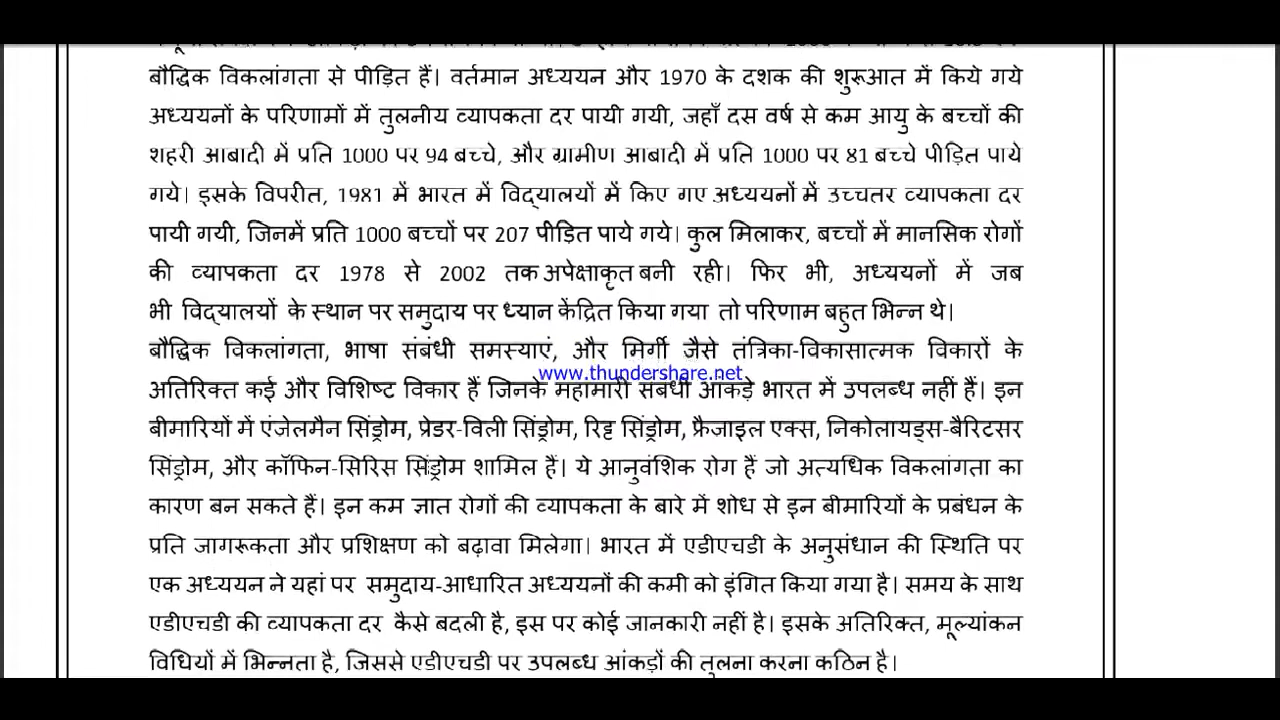 बौद्धिक विकलांगता से पीड़ित हैं। वर्तमान अध्ययन और 1970 के दशक की शुरूआत में किये गये
अध्ययनों के परिणामों में तुलनीय व्यापकता दर पायी गयी, जहाँ दस वर्ष से कम आयु के बच्चों की
शहरी आबादी में प्रति 1000 पर 94 बच्चे, और ग्रामीण आबादी में प्रति 1000 पर 81 बच्चे पीड़ित पाये
गये। इसके विपरीत, 1981 में भारत में विद्यालयों में किए गए अध्ययनों में उच्चतर व्यापकता दर
पायी गयी, जिनमें प्रति 1000 बच्चों पर 207 पीड़ित पाये गये। कुल मिलाकर, बच्चों में मानसिक रोगों
की व्यापकता दर 1978 से 2002 तक अपेक्षाकृत बनी रही। फिर भी, अध्ययनों में जब
भी विद्यालयों के स्थान पर समुदाय पर ध्यान केंद्रित किया गया तो परिणाम बहुत भिन्न थे।
बौद्धिक विकलांगता, भाषा संबंधी समस्याएं, और मिर्गी जैसे तंत्रिका-विकासात्मक विकारों के
www.thundershare.net
अतिरिक्त कई और विशिष्ट विकार हैं जिनके महामारी संबंधी आंकड़े भारत में उपलब्ध नहीं हैं। इन
बीमारियों में एंजेलमैन सिंड्रोम, प्रेडर-विली सिंड्रोम, रिट्ट सिंड्रोम, फ्रैजाइल एक्स, निकोलायड्स-बैरिटसर
सिंड्रोम, और कॉफिन-सिरिस सिंड्रोम शामिल हैं। ये आनुवंशिक रोग हैं जो अत्यधिक विकलांगता का
कारण बन सकते हैं। इन कम ज्ञात रोगों की व्यापकता के बारे में शोध से इन बीमारियों के प्रबंधन के
प्रति जागरूकता और प्रशिक्षण को बढ़ावा मिलेगा। भारत में एडीएचडी के अनुसंधान की स्थिति पर
एक अध्ययन ने यहां पर समुदाय-आधारित अध्ययनों की कमी को इंगित किया गया है। समय के साथ
एडीएचडी की व्यापकता दर कैसे बदली है, इस पर कोई जानकारी नहीं है। इसके अतिरिक्त, मूल्यांकन
विधियों में भिन्नता है, जिससे एडीएचडी पर उपलब्ध आंकड़ों की तुलना करना कठिन है।